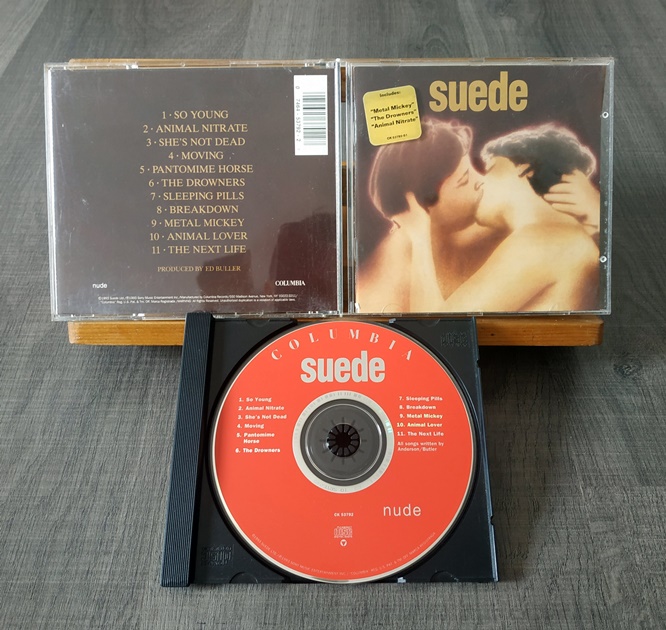 1 · SO YOUNG
2 · ANIMAL NITRATE
3 · SHE'S NOT DEAD
4 · MOVING
5 · PANTOMIME HORSE
6 · THE DROWNERS
7 · SLEEPING PILLS
8 · BREAKDOWN
9 · METAL MICKEY
10 · ANIMAL LOVER
11 · THE NEXT LIFE
PRODUCED BY ED BULLER
nude
COLUMBIA
suede
Includes:
"Metal Mickey"
"The Drowners"
"Animal Nitrate"
COLUMBIA
suede
1. So Young
2. Animal Nitrate
3. She's Not Dead
4. Moving
5. Pantomime
Horse
6. The Drowners
7. Sleeping Pills
8. Breakdown
9. Metal Mickey
10. Animal Lover
11. The Next Life
All songs written by
Anderson/Butler
EK 53792
nude